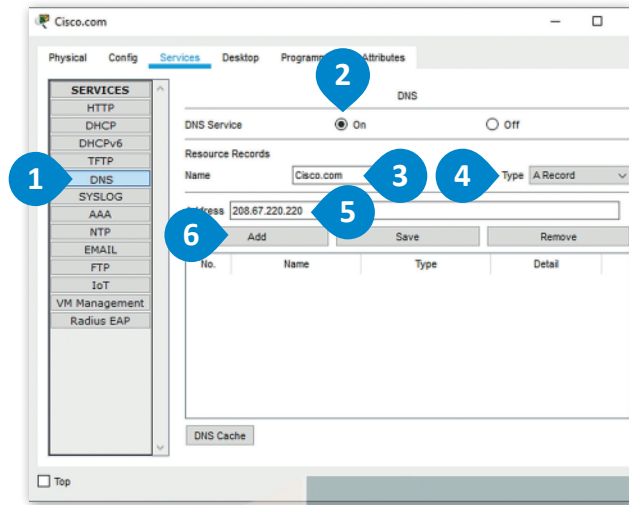 Cisco.com
Physical Config Services Desktop Programm Attributes
2
SERVICES
HTTP
DHCP
DHCPv6
TFTP
DNS
SYSLOG
AAA
NTP
EMAIL
FTP
IoT
VM Management
Radius EAP
1
DNS
DNS Service On Off
Resource Records
Name Cisco.com 3 4 Type A Record
Address 208.67.220.220 5
6 Add Save Remove
No. Name Type Detail
DNS Cache
Top